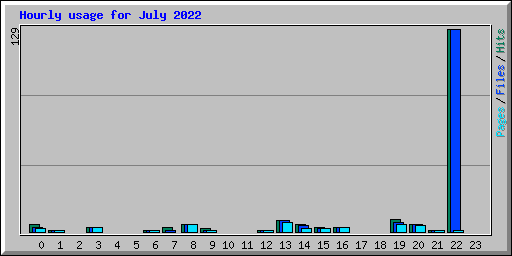 Hourly usage for July 2022
129
Pages/Files/Hits
0 1 2 3 4 5 6 7 8 9 10 11 12 13 14 15 16 17 18 19 20 21 22 23